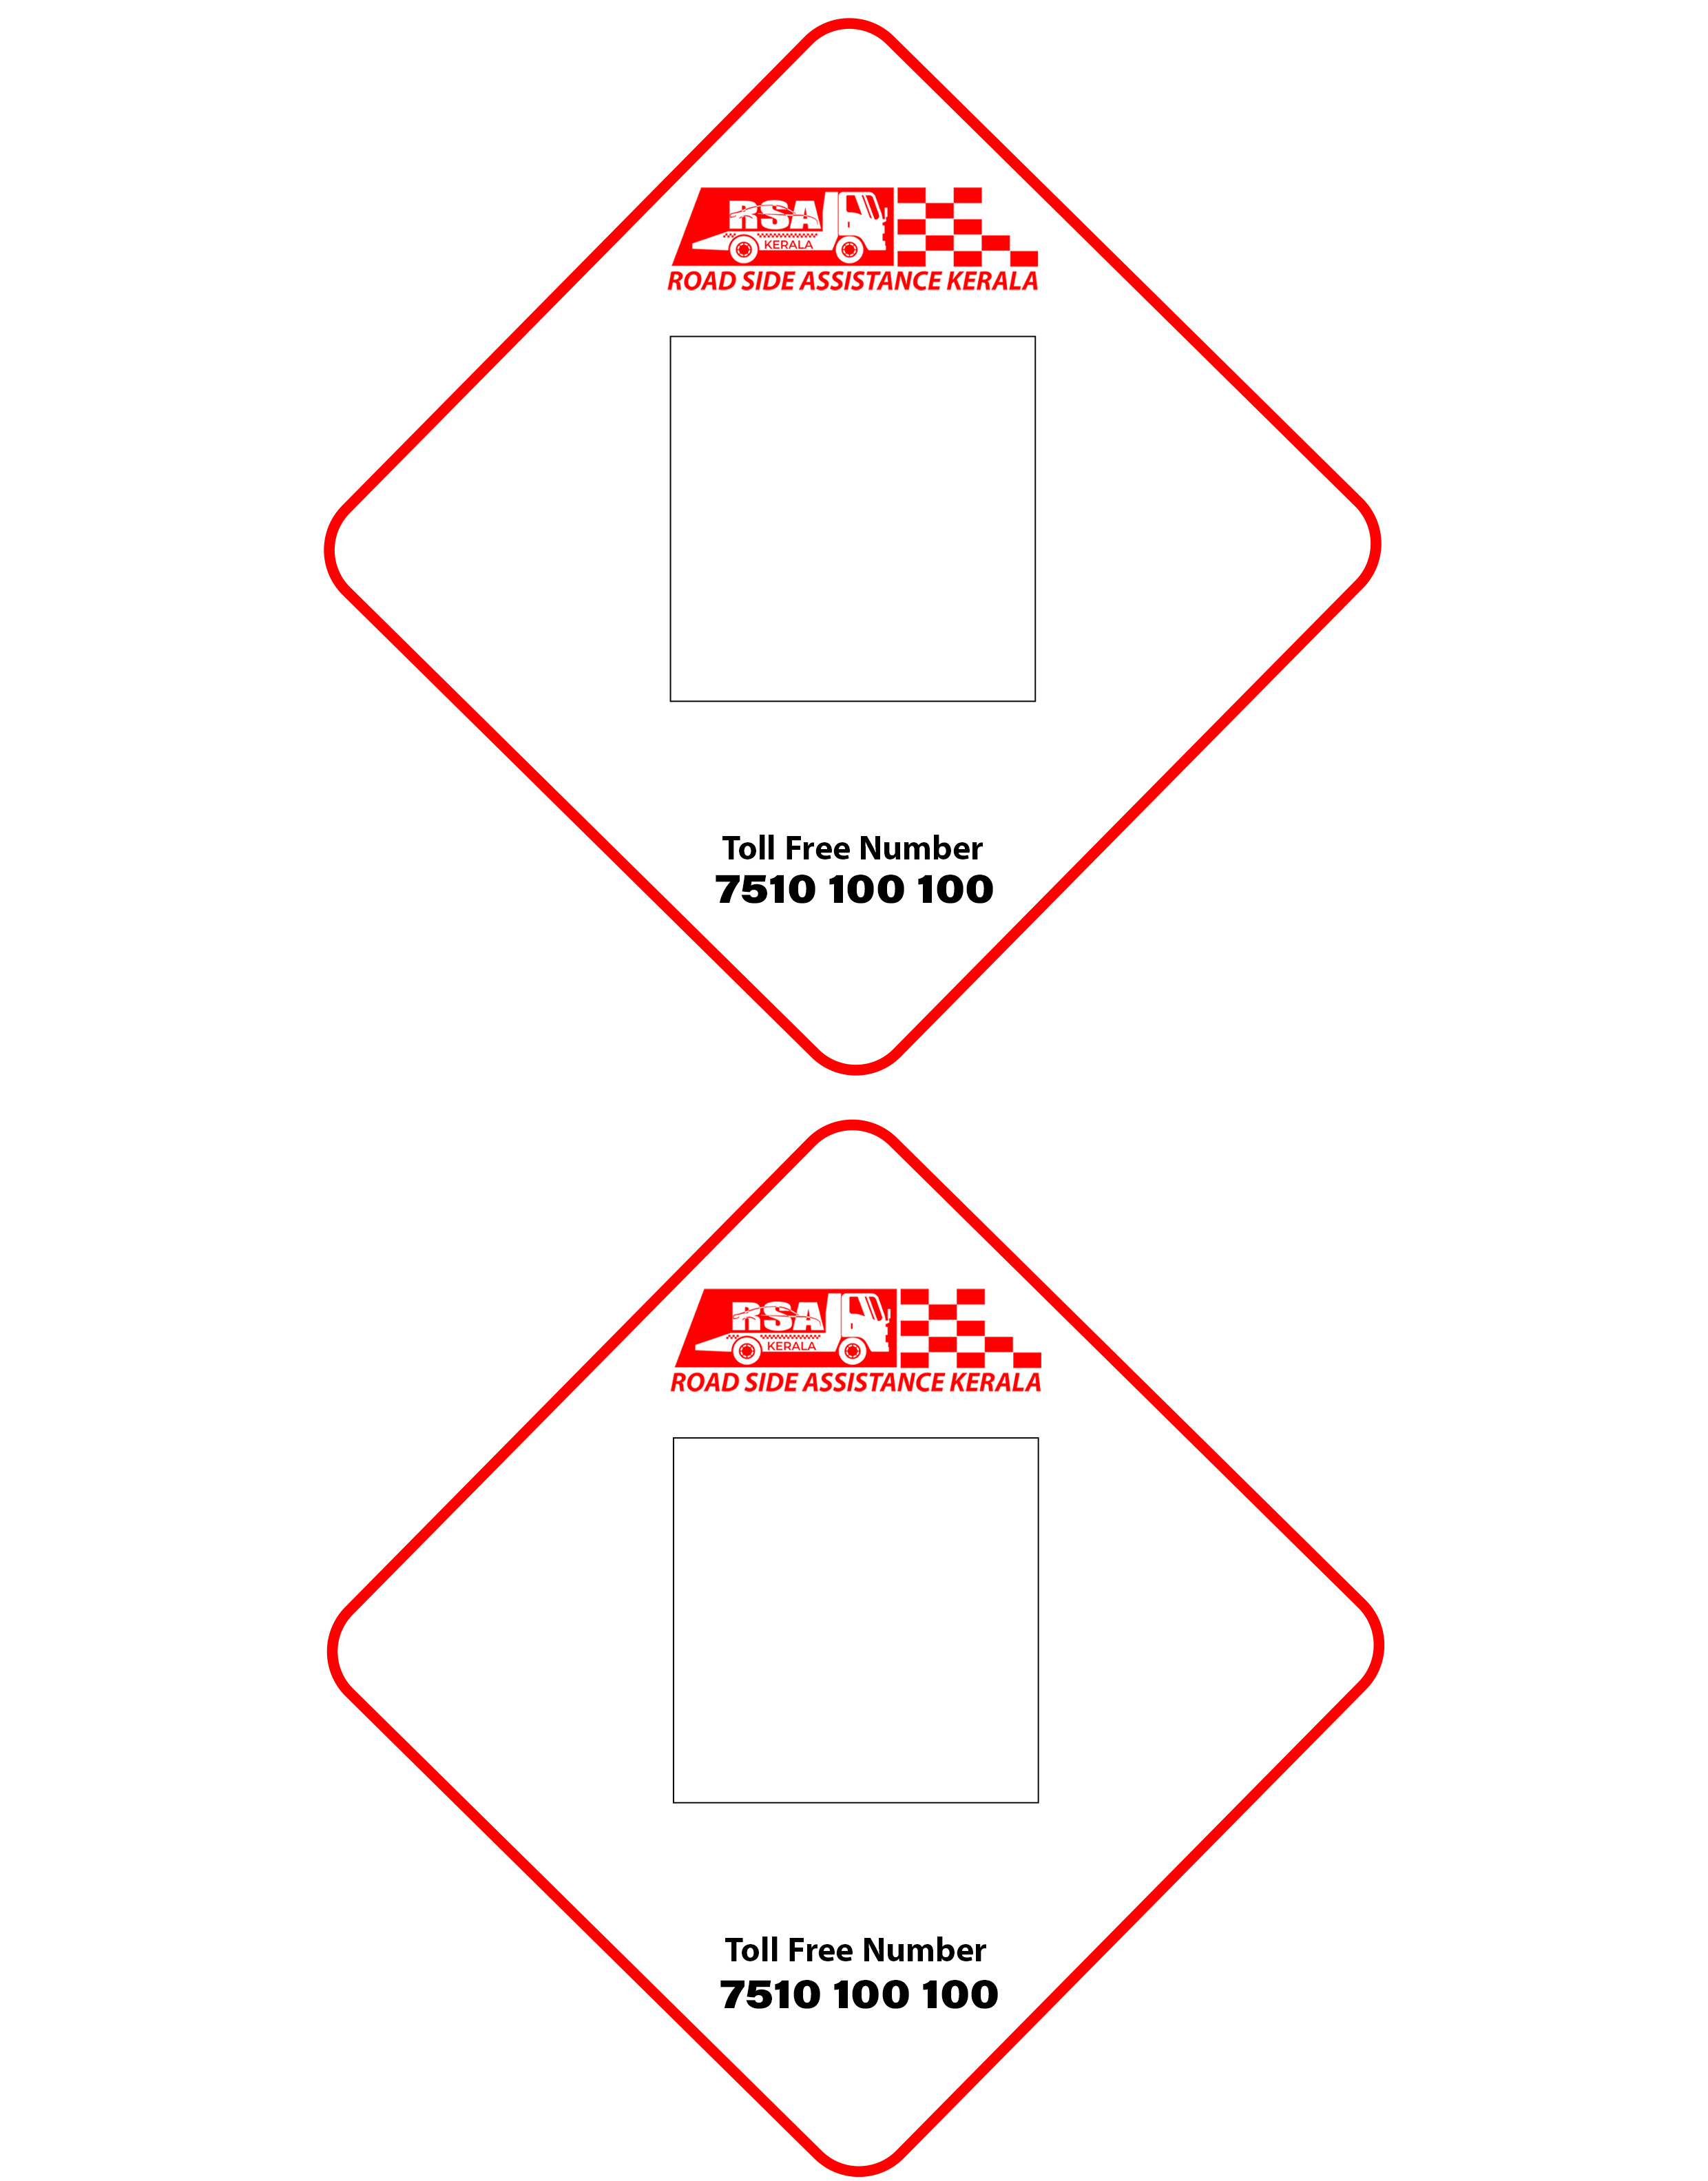 RSA
KERALA
ROAD SIDE ASSISTANCE KERALA
Toll Free Number
7510 100 100
RSA
KERALA
ROAD SIDE ASSISTANCE KERALA
Toll Free Number
7510 100 100